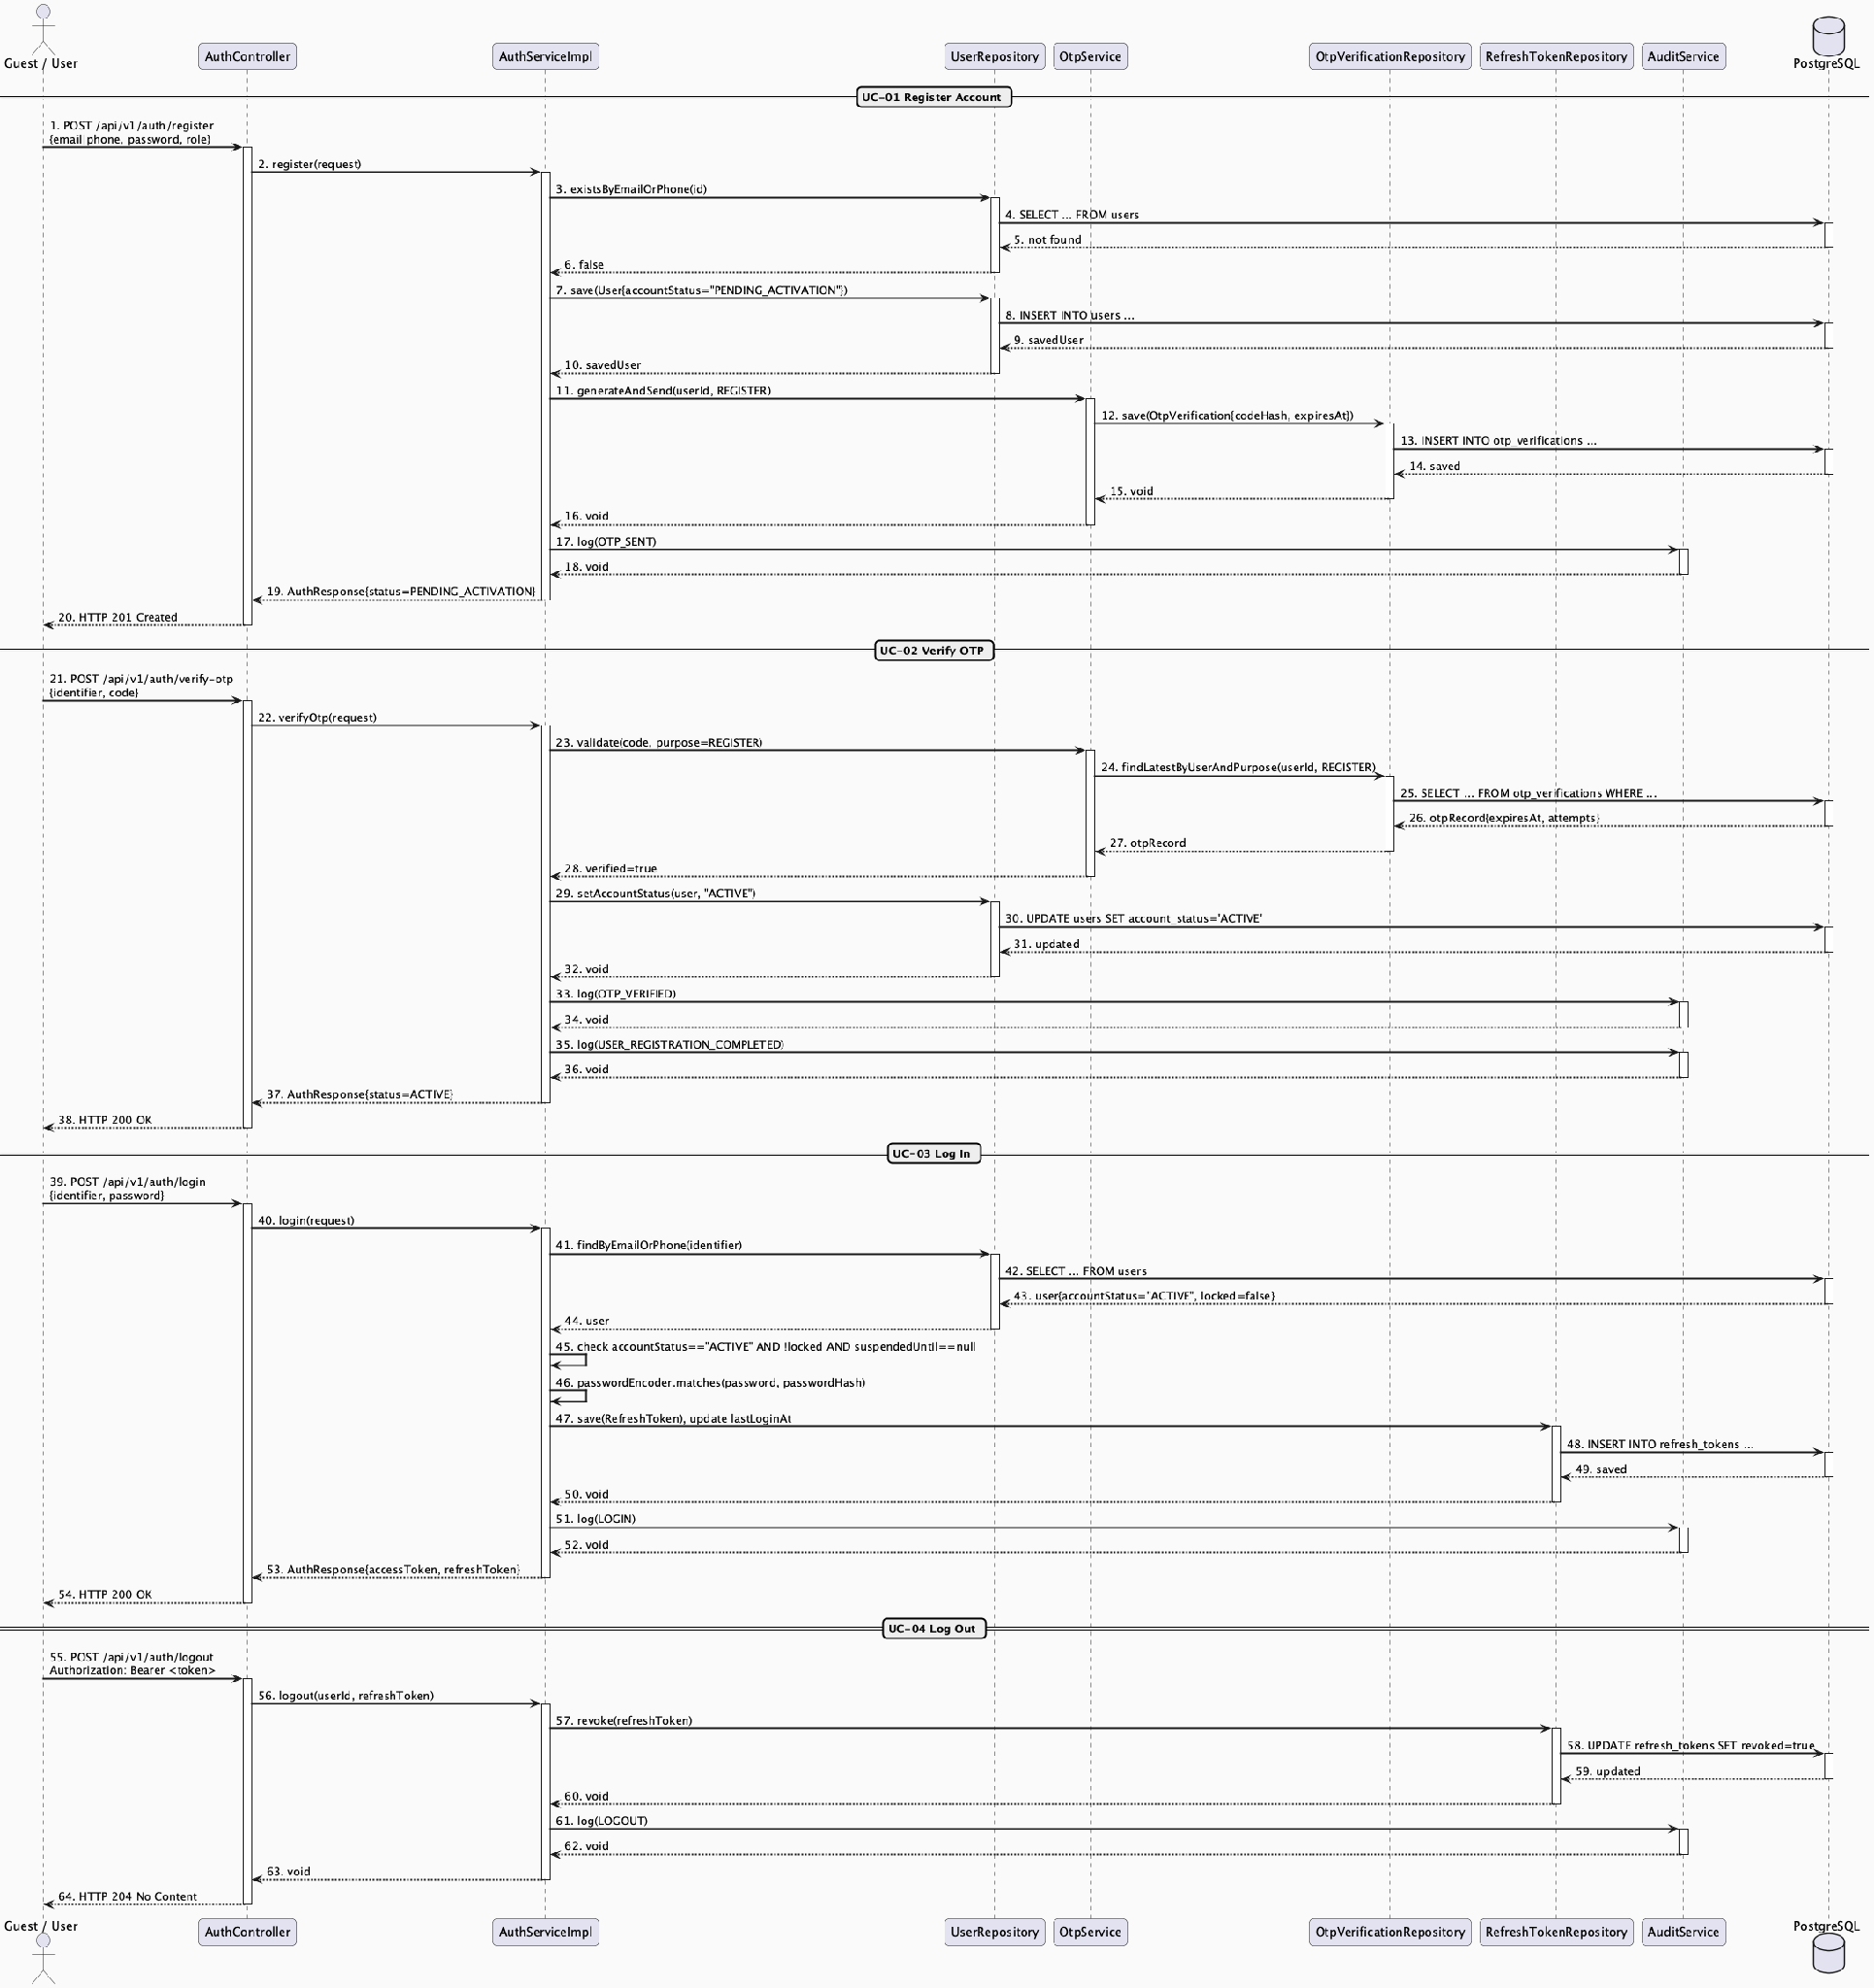 Guest / User
AuthController
AuthServiceImpl
UserRepository
OtpService
OtpVerificationRepository
RefreshTokenRepository
AuditService
PostgreSQL
UC-01 Register Account
1. POST /api/v1/auth/register
{email phone, password, role}
2. register(request)
3. existsByEmailOrPhone(id)
4. SELECT ... FROM users
5. not found
6. false
7. save(User{accountStatus="PENDING_ACTIVATION"})
8. INSERT INTO users ...
9. savedUser
10. savedUser
11. generateAndSend(userId, REGISTER)
12. save(OtpVerification{codeHash, expiresAt})
13. INSERT INTO otp_verifications ...
14. saved
15. void
16. void
17. log(OTP_SENT)
18. void
19. AuthResponse{status=PENDING_ACTIVATION}
20. HTTP 201 Created
UC-02 Verify OTP
21. POST /api/v1/auth/verify-otp
{identifier, code}
22. verifyOtp(request)
23. validate(code, purpose=REGISTER)
24. findLatestByUserAndPurpose(userId, REGISTER)
25. SELECT ... FROM otp_verifications WHERE ...
26. otpRecord{expiresAt, attempts}
27. otpRecord
28. verified=true
29. setAccountStatus(user, "ACTIVE")
30. UPDATE users SET account_status='ACTIVE'
31. updated
32. void
33. log(OTP_VERIFIED)
34. void
35. log(USER_REGISTRATION_COMPLETED)
36. void
37. AuthResponse{status=ACTIVE}
38. HTTP 200 OK
UC-03 Log In
39. POST /api/v1/auth/login
{identifier, password}
40. login(request)
41. findByEmailOrPhone(identifier)
42. SELECT ... FROM users
43. user{accountStatus="ACTIVE", locked=false}
44. user
45. check accountStatus=="ACTIVE" AND !locked AND suspendedUntil==null
46. passwordEncoder.matches(password, passwordHash)
47. save(RefreshToken), update lastLoginAt
48. INSERT INTO refresh_tokens ...
49. saved
50. void
51. log(LOGIN)
52. void
53. AuthResponse{accessToken, refreshToken}
54. HTTP 200 OK
UC-04 Log Out
55. POST /api/v1/auth/logout
Authorization: Bearer <token>
56. logout(userId, refreshToken)
57. revoke(refreshToken)
58. UPDATE refresh_tokens SET revoked=true
59. updated
60. void
61. log(LOGOUT)
62. void
63. void
64. HTTP 204 No Content
Guest / User
AuthController
AuthServiceImpl
UserRepository
OtpService
OtpVerificationRepository
RefreshTokenRepository
AuditService
PostgreSQL